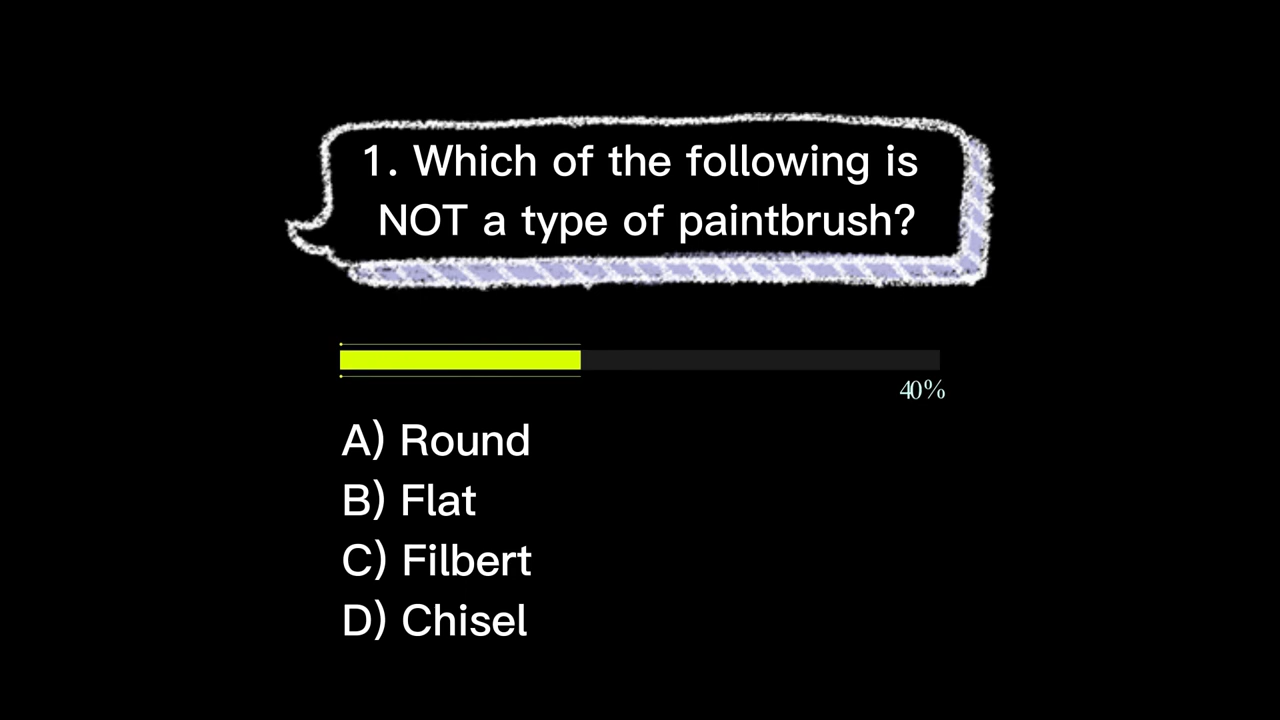 1. Which of the following is
NOT a type of paintbrush?
40%
A) Round
B) Flat
C) Filbert
D) Chisel